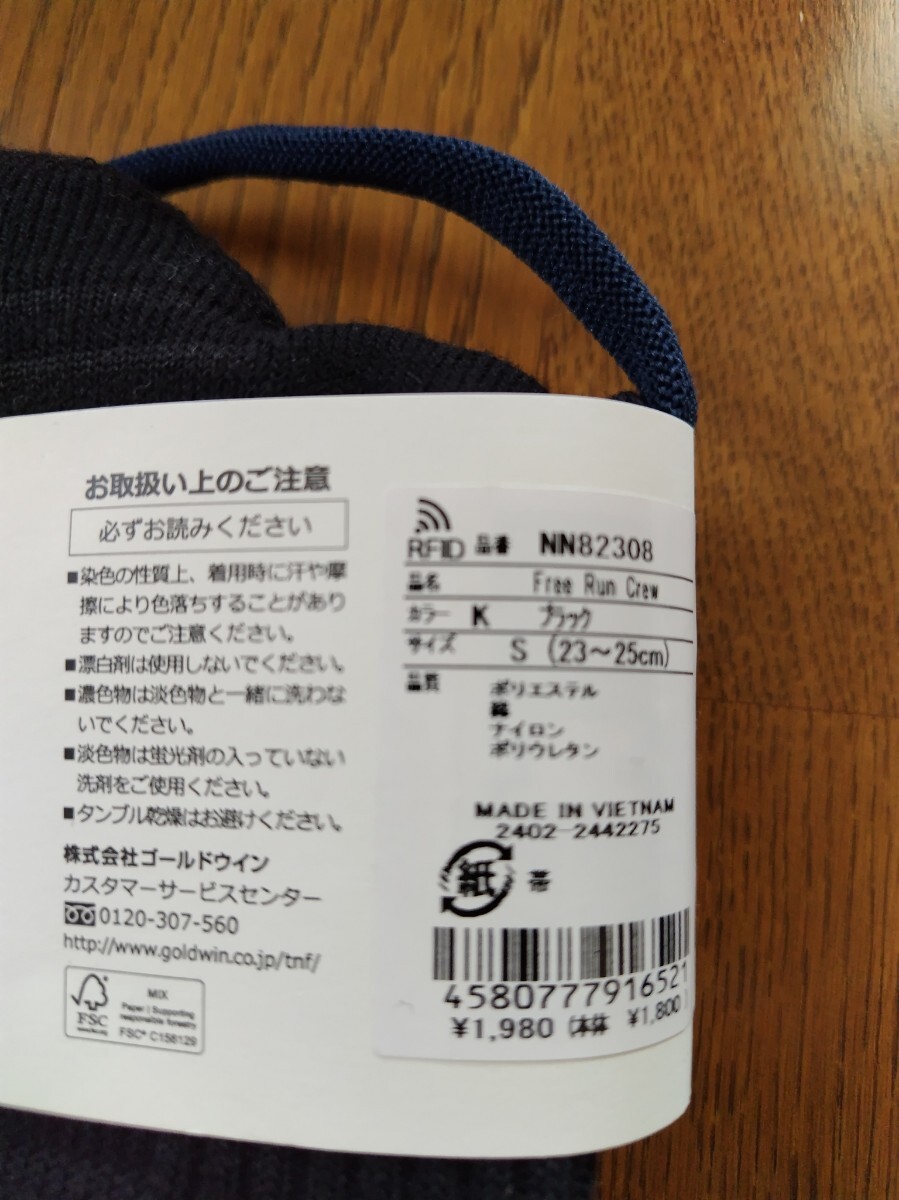 お取扱い上のご注意
必ずお読みください
■染色の性質上、着用時に汗や摩
擦により色落ちすることがあり
ますのでご注意ください。
■漂白剤は使用しないでください。
■濃色物は淡色物と一緒に洗わな
いでください。
■淡色物は蛍光剤の入っていない
洗剤をご使用ください。
■タンブル乾燥はお避けください。
株式会社ゴールドウイン
カスタマーサービスセンター
0120-307-560
http://www.goldwin.co.jp/tnf/
FSC
MIX
Paper | Supporting
responsible forestry
FSC® C156129
RFID 品番 NN82308
品名 Free Run Crew
カラー K ブラック
サイズ S (23～25cm)
品質 ポリエステル
綿
ナイロン
ポリウレタン
MADE IN VIETNAM
2402-2442275
紙 帯
4580777916521
¥1,980 (本体 ¥1,800)